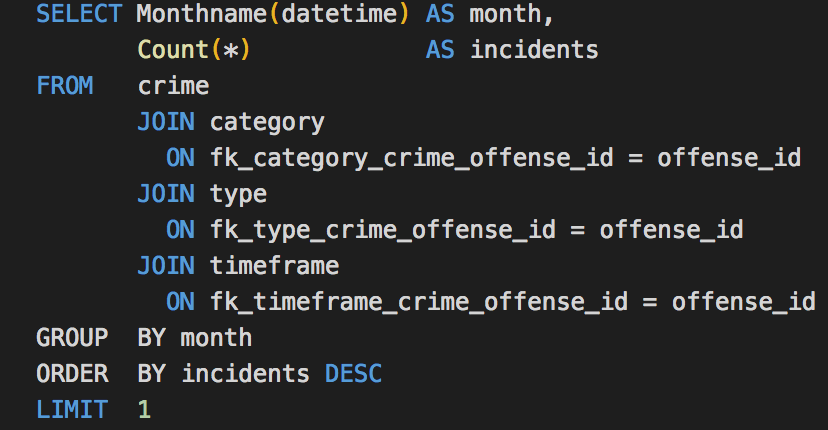 SELECT Monthname(datetime) AS month,
       Count(*)            AS incidents
FROM   crime
       JOIN category
         ON fk_category_crime_offense_id = offense_id
       JOIN type
         ON fk_type_crime_offense_id = offense_id
       JOIN timeframe
         ON fk_timeframe_crime_offense_id = offense_id
GROUP  BY month
ORDER  BY incidents DESC
LIMIT  1